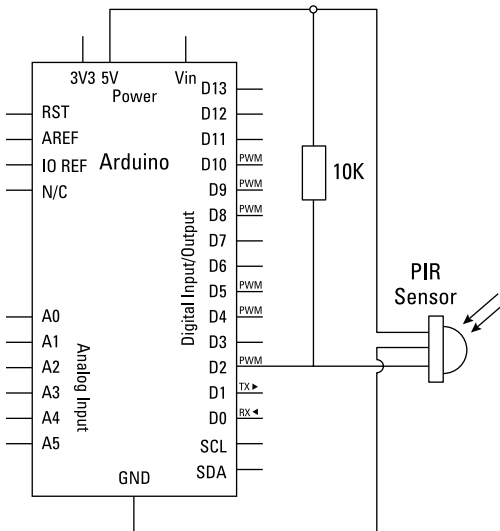 3V3 5V Vin
Power
Arduino
RST
AREF
IO REF
N/C
A0
A1
A2
A3
A4
A5
Analog Input
Digital Input/Output
D13
D12
D11
D10 PWM
D9 PWM
D8 PWM
D7
D6
D5 PWM
D4 PWM
D3
D2 PWM
D1 TX ▶
D0 RX ◀
SCL
SDA
GND
10K
PIR
Sensor